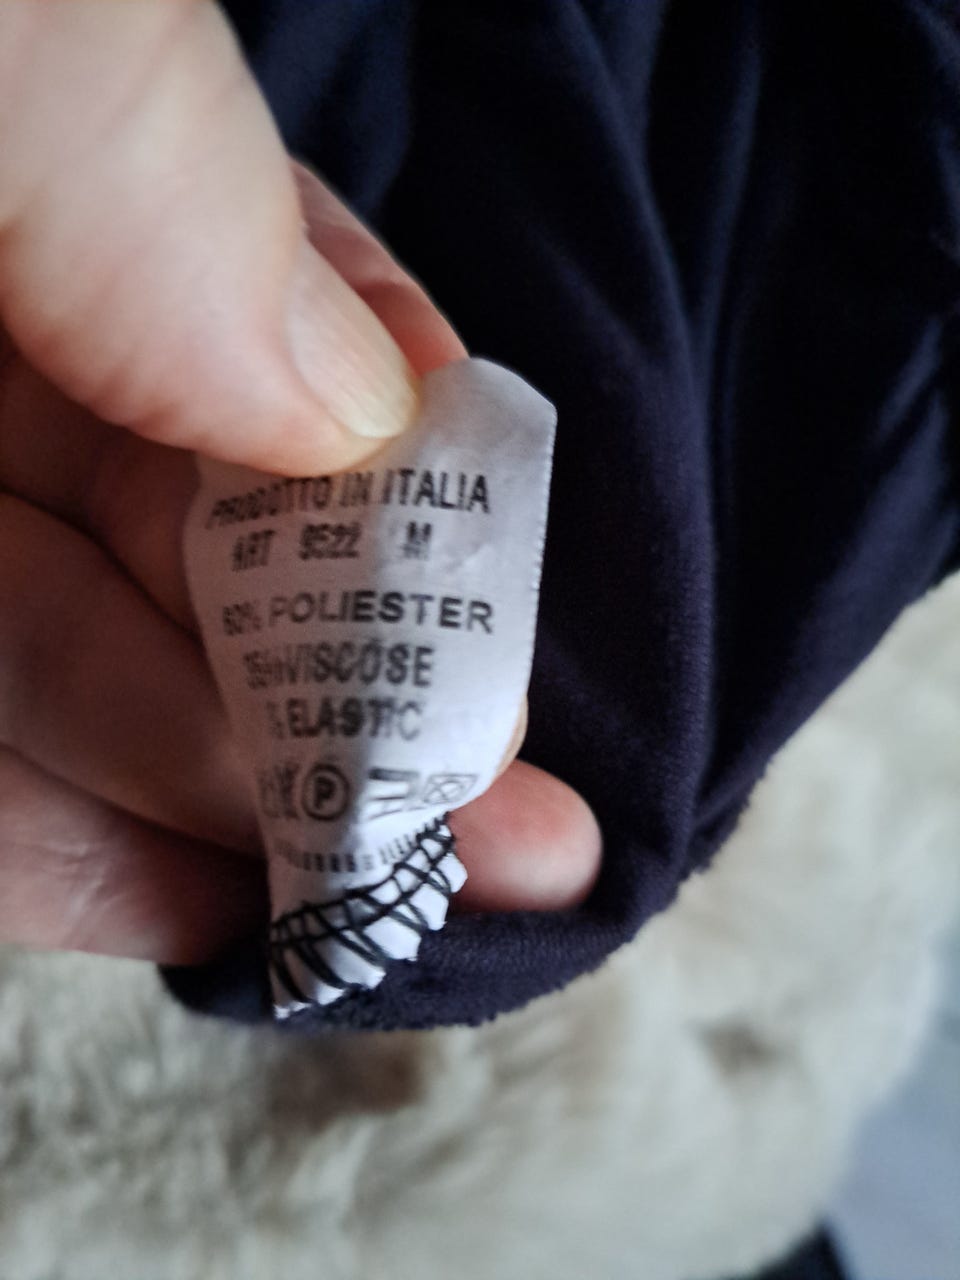 PRODOTTO IN ITALIA
ART 9522 M
POLIESTER
VISCOSE
ELASTIC
P